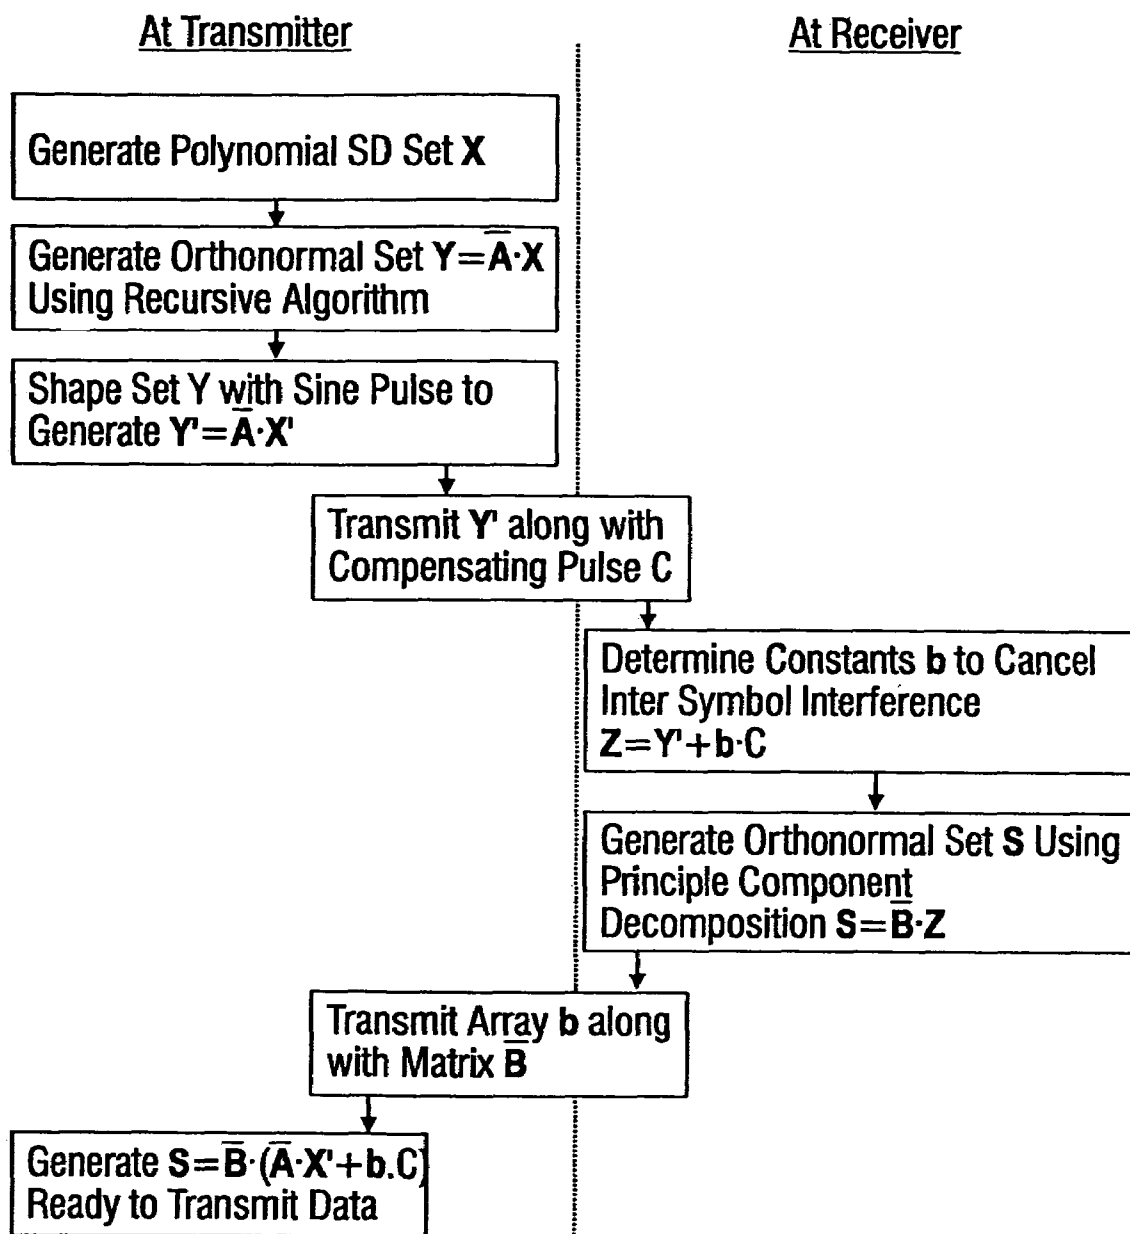 At Transmitter
At Receiver
Generate Polynomial SD Set X
Generate Orthonormal Set Y=A̅·X
Using Recursive Algorithm
Shape Set Y with Sine Pulse to
Generate Y'=A̅·X'
Transmit Y' along with
Compensating Pulse C
Determine Constants b to Cancel
Inter Symbol Interference
Z=Y'+b·C
Generate Orthonormal Set S Using
Principle Component
Decomposition S=B̅·Z
Transmit Array b along
with Matrix B̅
Generate S=B̅·(A̅·X'+b.C)
Ready to Transmit Data